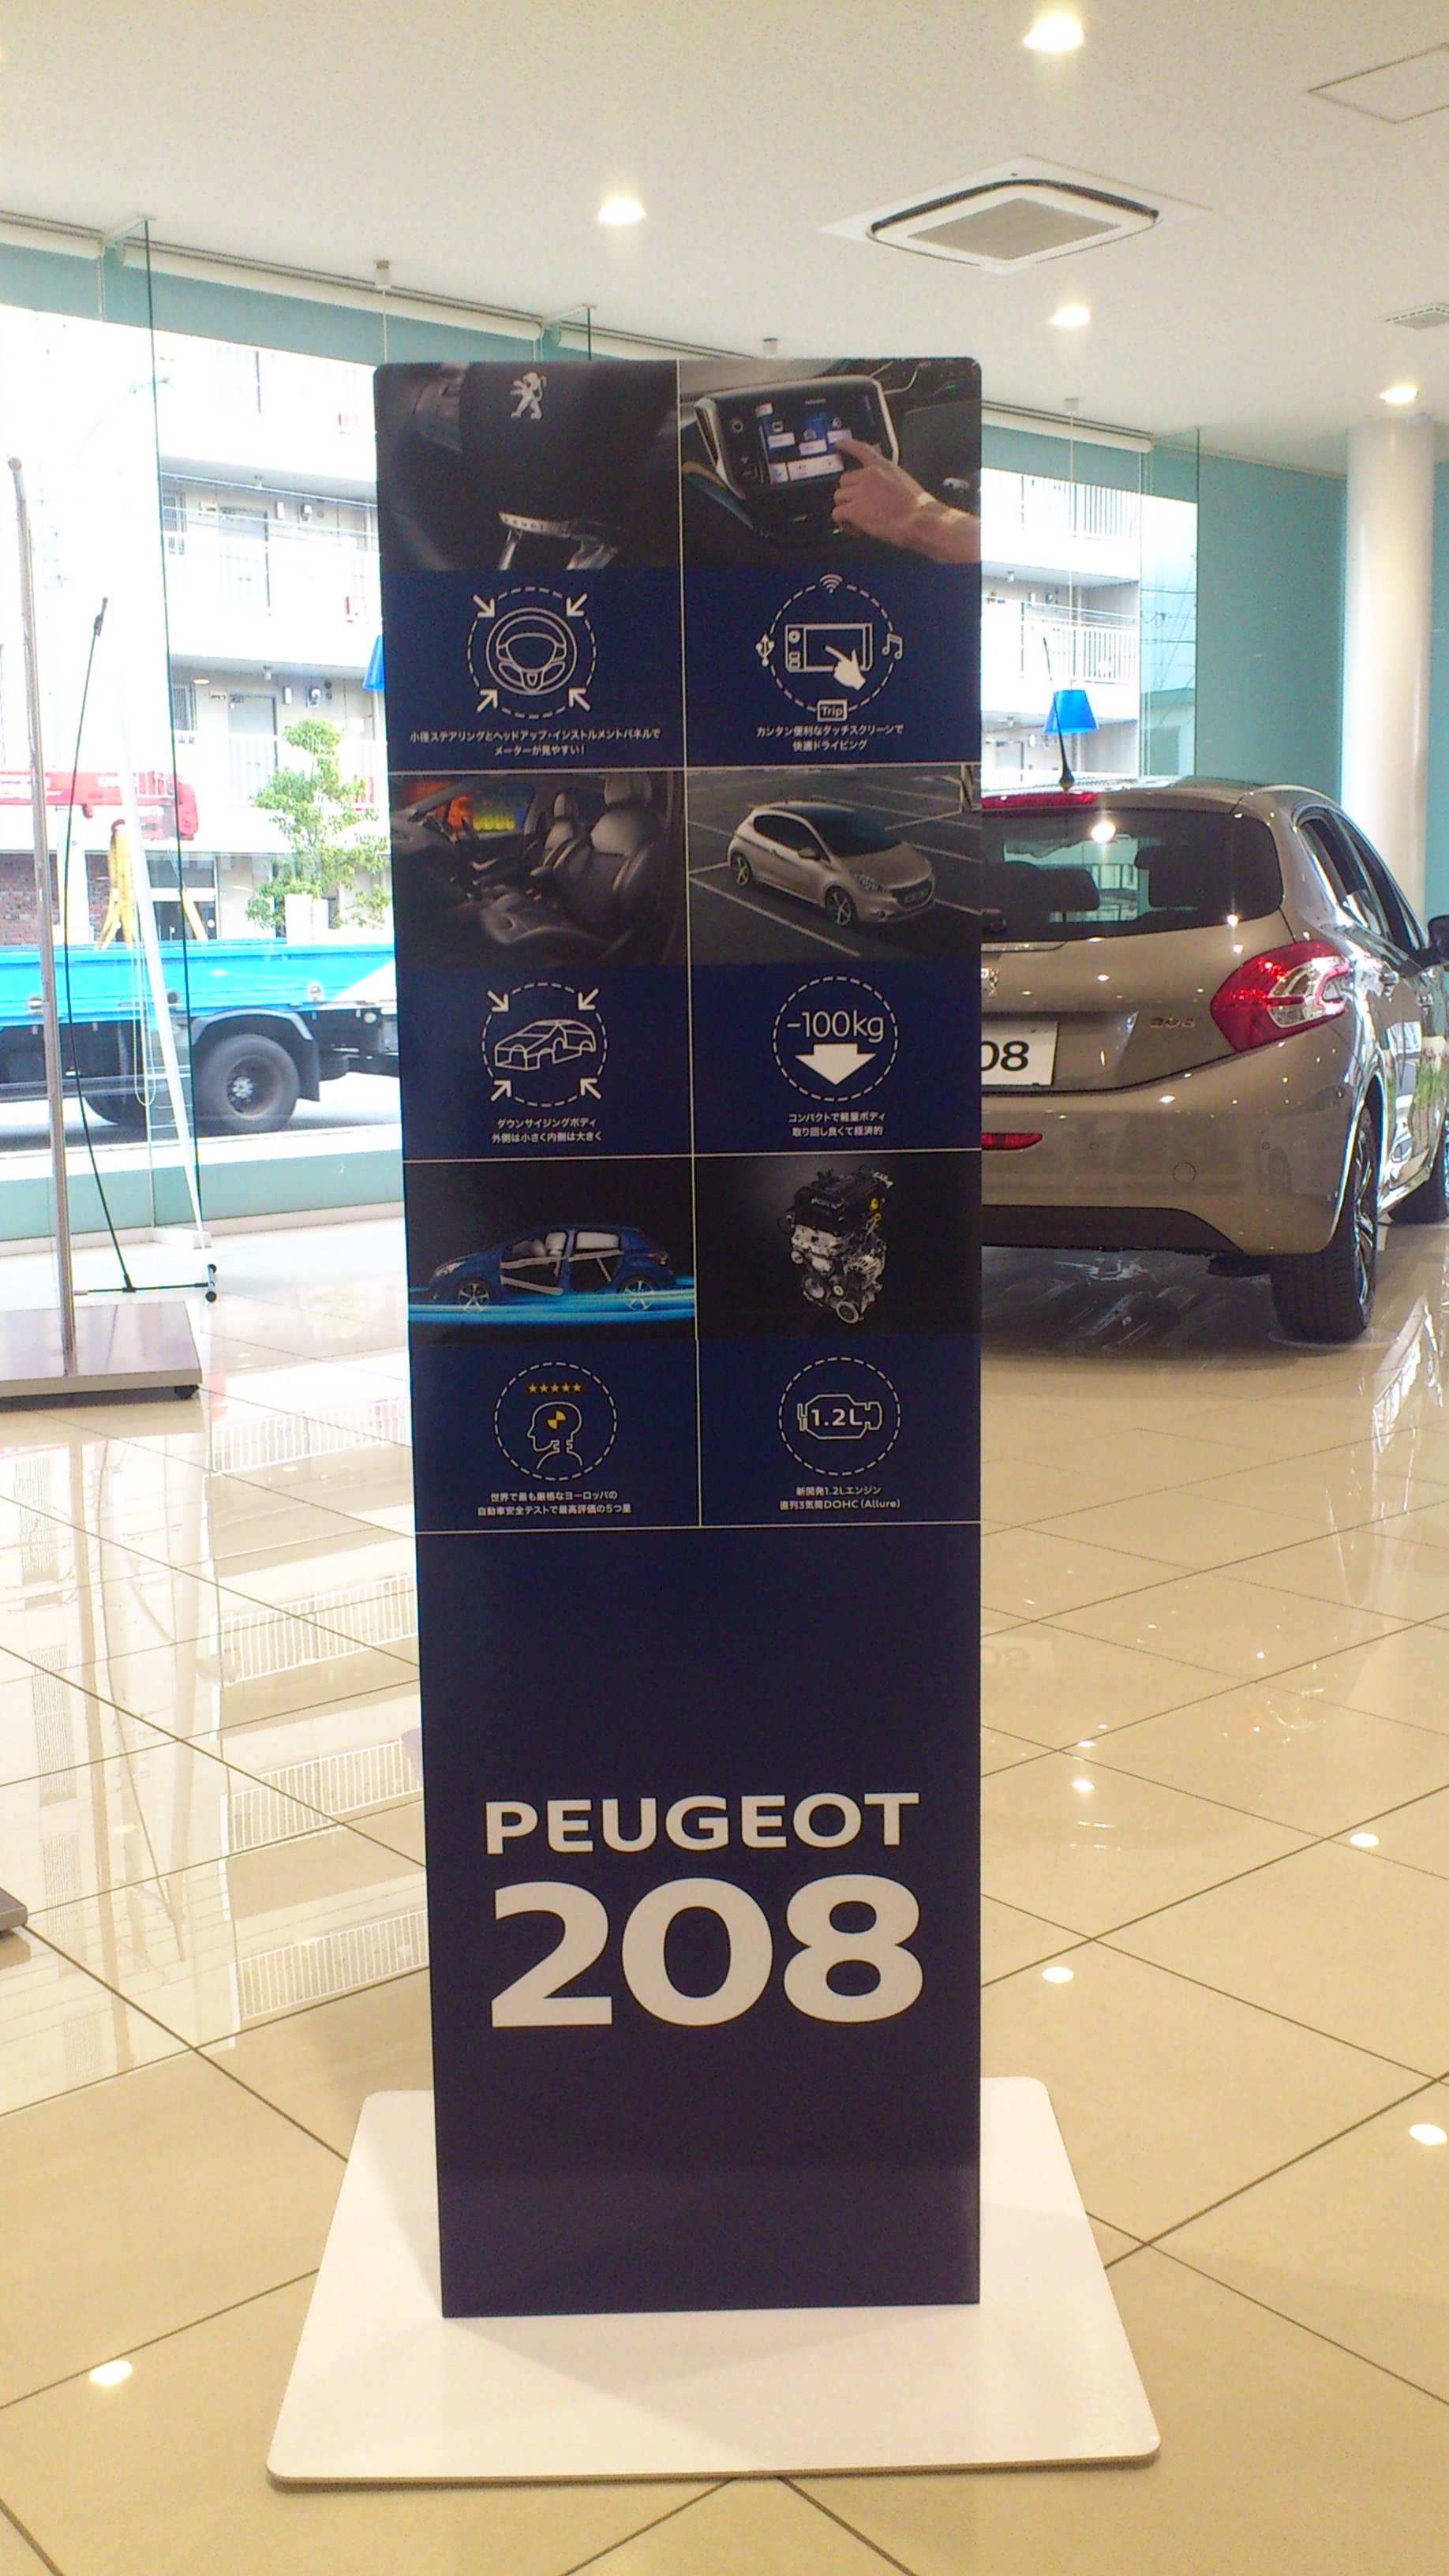 小径ステアリングとヘッドアップ・インストルメントパネルで
メーターが見やすい!
Trip
カンタン便利なタッチスクリーンで
快適ドライビング
ダウンサイジングボディ
外側は小さく内側は大きく
-100kg
コンパクトで軽量ボディ
取り回し良くて経済的
世界で最も厳格なヨーロッパの
自動車安全テストで最高評価の5つ星
1.2L
新開発1.2Lエンジン
直列3気筒DOHC(Allure)
PEUGEOT
208
208
08